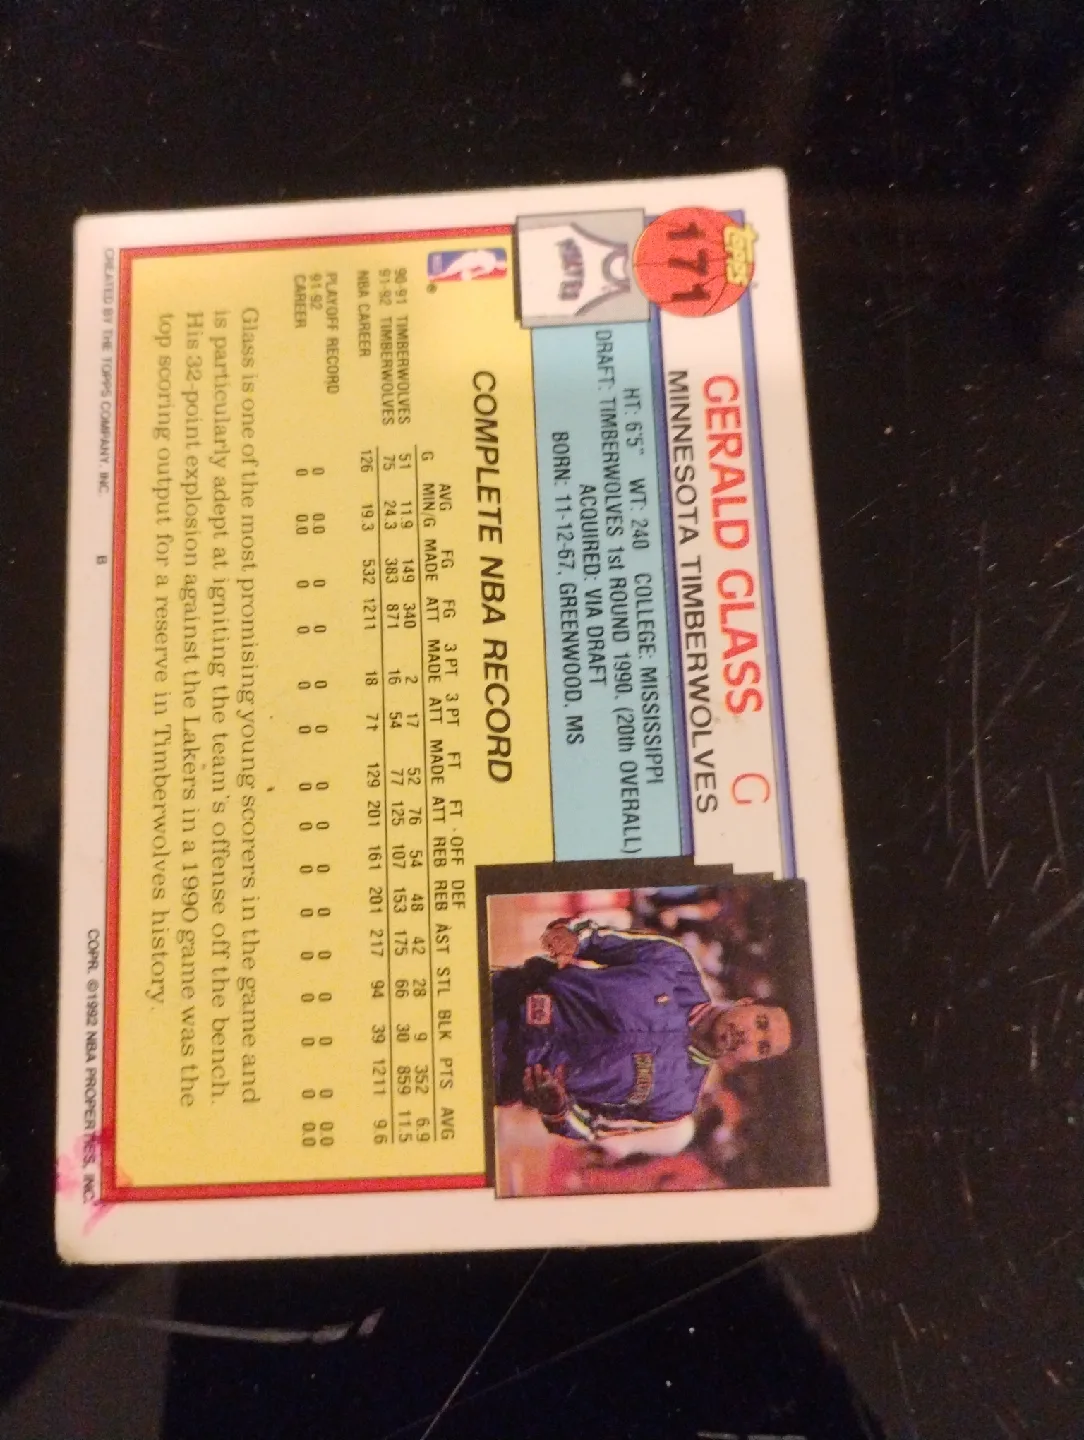 Topps
171
GERALD GLASS G
MINNESOTA TIMBERWOLVES
WOLVES
HT: 6'5" WT: 240 COLLEGE: MISSISSIPPI
DRAFT: TIMBERWOLVES 1st ROUND 1990, (20th OVERALL)
ACQUIRED: VIA DRAFT
BORN: 11-12-67, GREENWOOD, MS
COMPLETE NBA RECORD
AVG FG FG 3 PT 3 PT FT FT OFF DEF
G MIN/G MADE ATT MADE ATT MADE ATT REB REB AST STL BLK PTS AVG
90-91 TIMBERWOLVES 51 11.9 149 340 2 17 52 76 54 48 42 28 9 352 6.9
91-92 TIMBERWOLVES 75 24.3 383 871 16 54 77 125 107 153 175 66 30 859 11.5
NBA CAREER 126 19.3 532 1211 18 71 129 201 161 201 217 94 39 1211 9.6
PLAYOFF RECORD
91-92 0 0.0 0 0 0 0 0 0 0 0 0 0 0 0 0.0
CAREER 0 0.0 0 0 0 0 0 0 0 0 0 0 0 0 0.0
Glass is one of the most promising young scorers in the game and
is particularly adept at igniting the team's offense off the bench.
His 32-point explosion against the Lakers in a 1990 game was the
top scoring output for a reserve in Timberwolves history.
CREATED BY THE TOPPS COMPANY, INC. B COPR. ©1992 NBA PROPERTIES, INC.